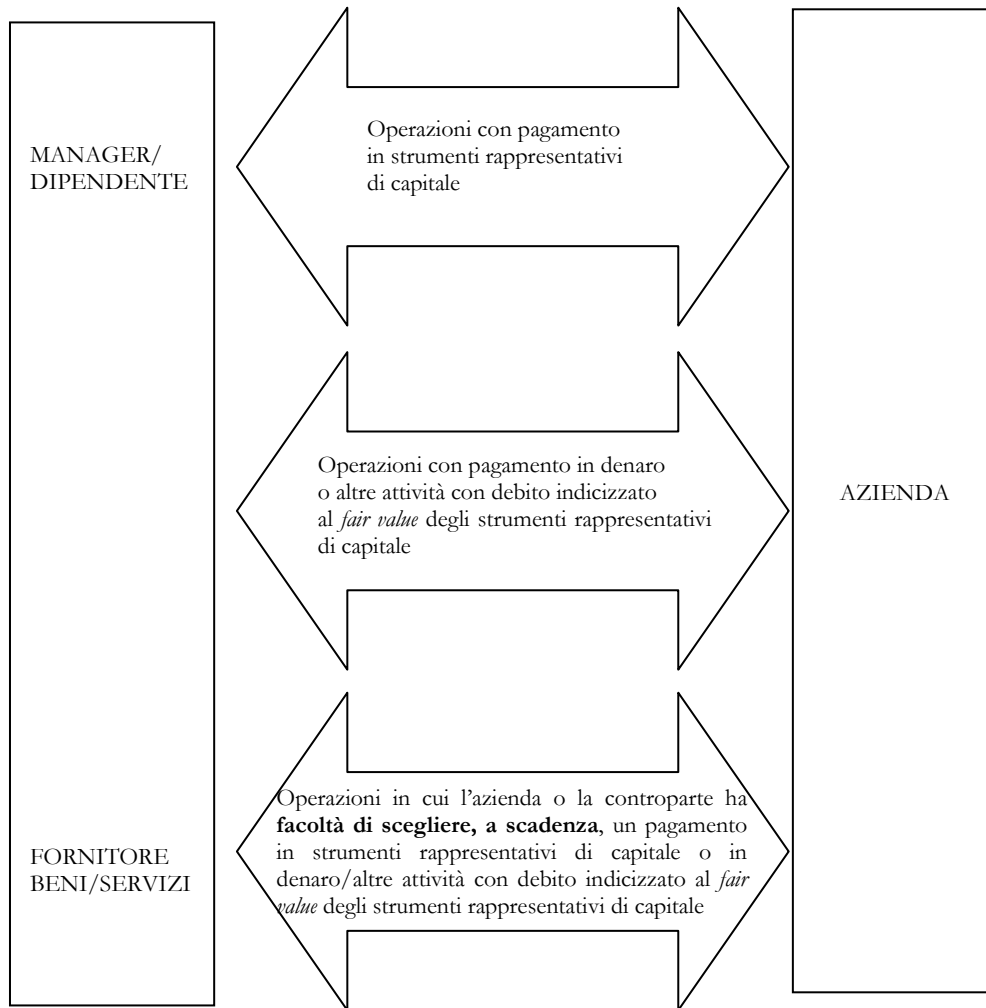 MANAGER/
DIPENDENTE
Operazioni con pagamento
in strumenti rappresentativi
di capitale
Operazioni con pagamento in denaro
o altre attività con debito indicizzato
al fair value degli strumenti rappresentativi
di capitale
AZIENDA
FORNITORE
BENI/SERVIZI
Operazioni in cui l'azienda o la controparte ha
facoltà di scegliere, a scadenza, un pagamento
in strumenti rappresentativi di capitale o in
denaro/altre attività con debito indicizzato al fair
value degli strumenti rappresentativi di capitale